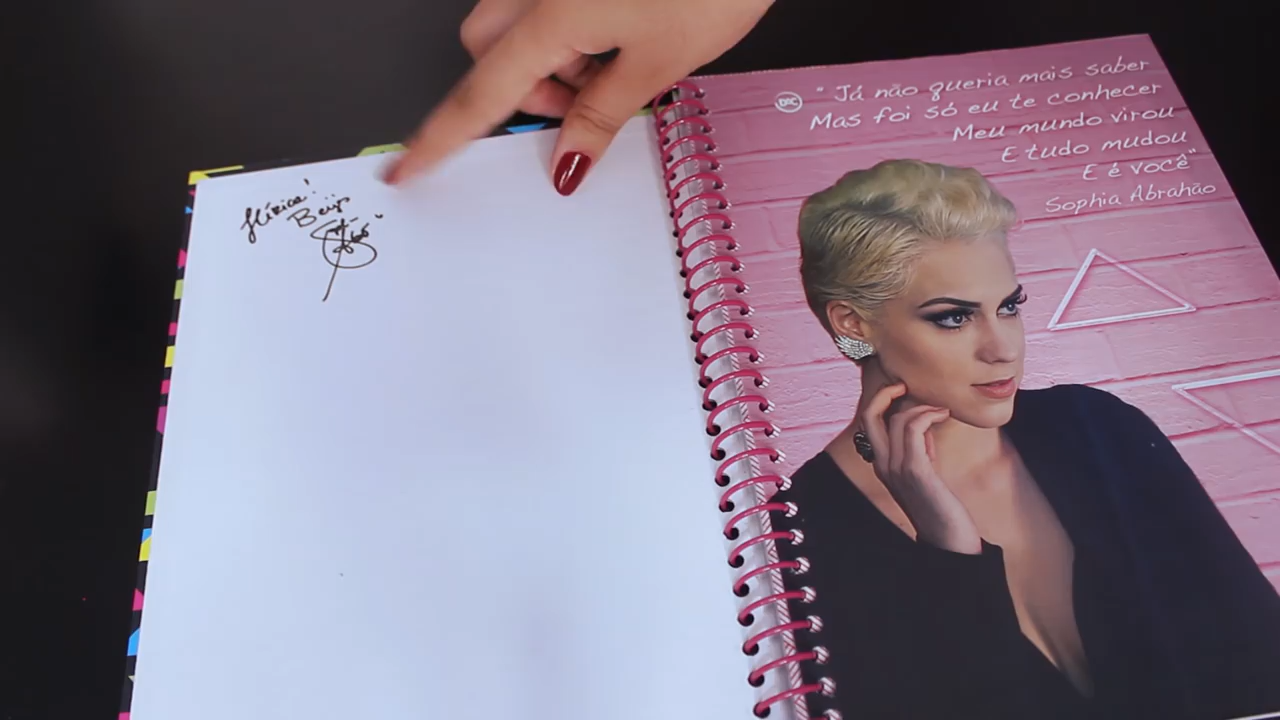 Beijo
DAC
" Já não queria mais saber
Mas foi só eu te conhecer
Meu mundo virou
E tudo mudou
E é você"
Sophia Abrahão